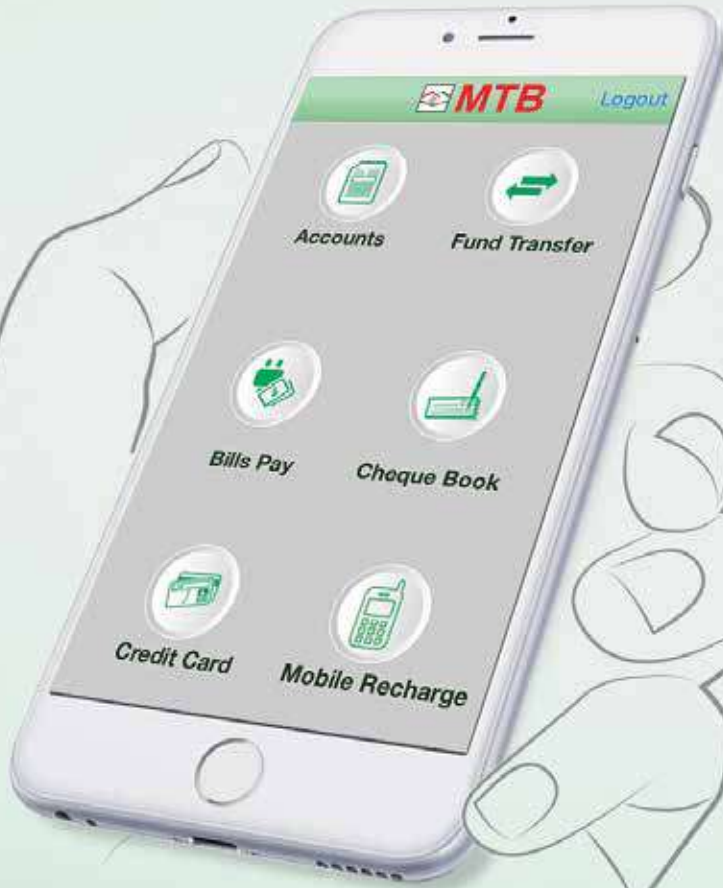 MTB Logout
Accounts Fund Transfer
Bills Pay Cheque Book
Credit Card Mobile Recharge